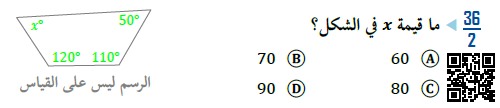 36/2 ◄ ما قيمة x في الشكل؟
60 Ⓐ 70 Ⓑ
80 Ⓒ 90 Ⓓ
x° 50°
120° 110°
الرسم ليس على القياس